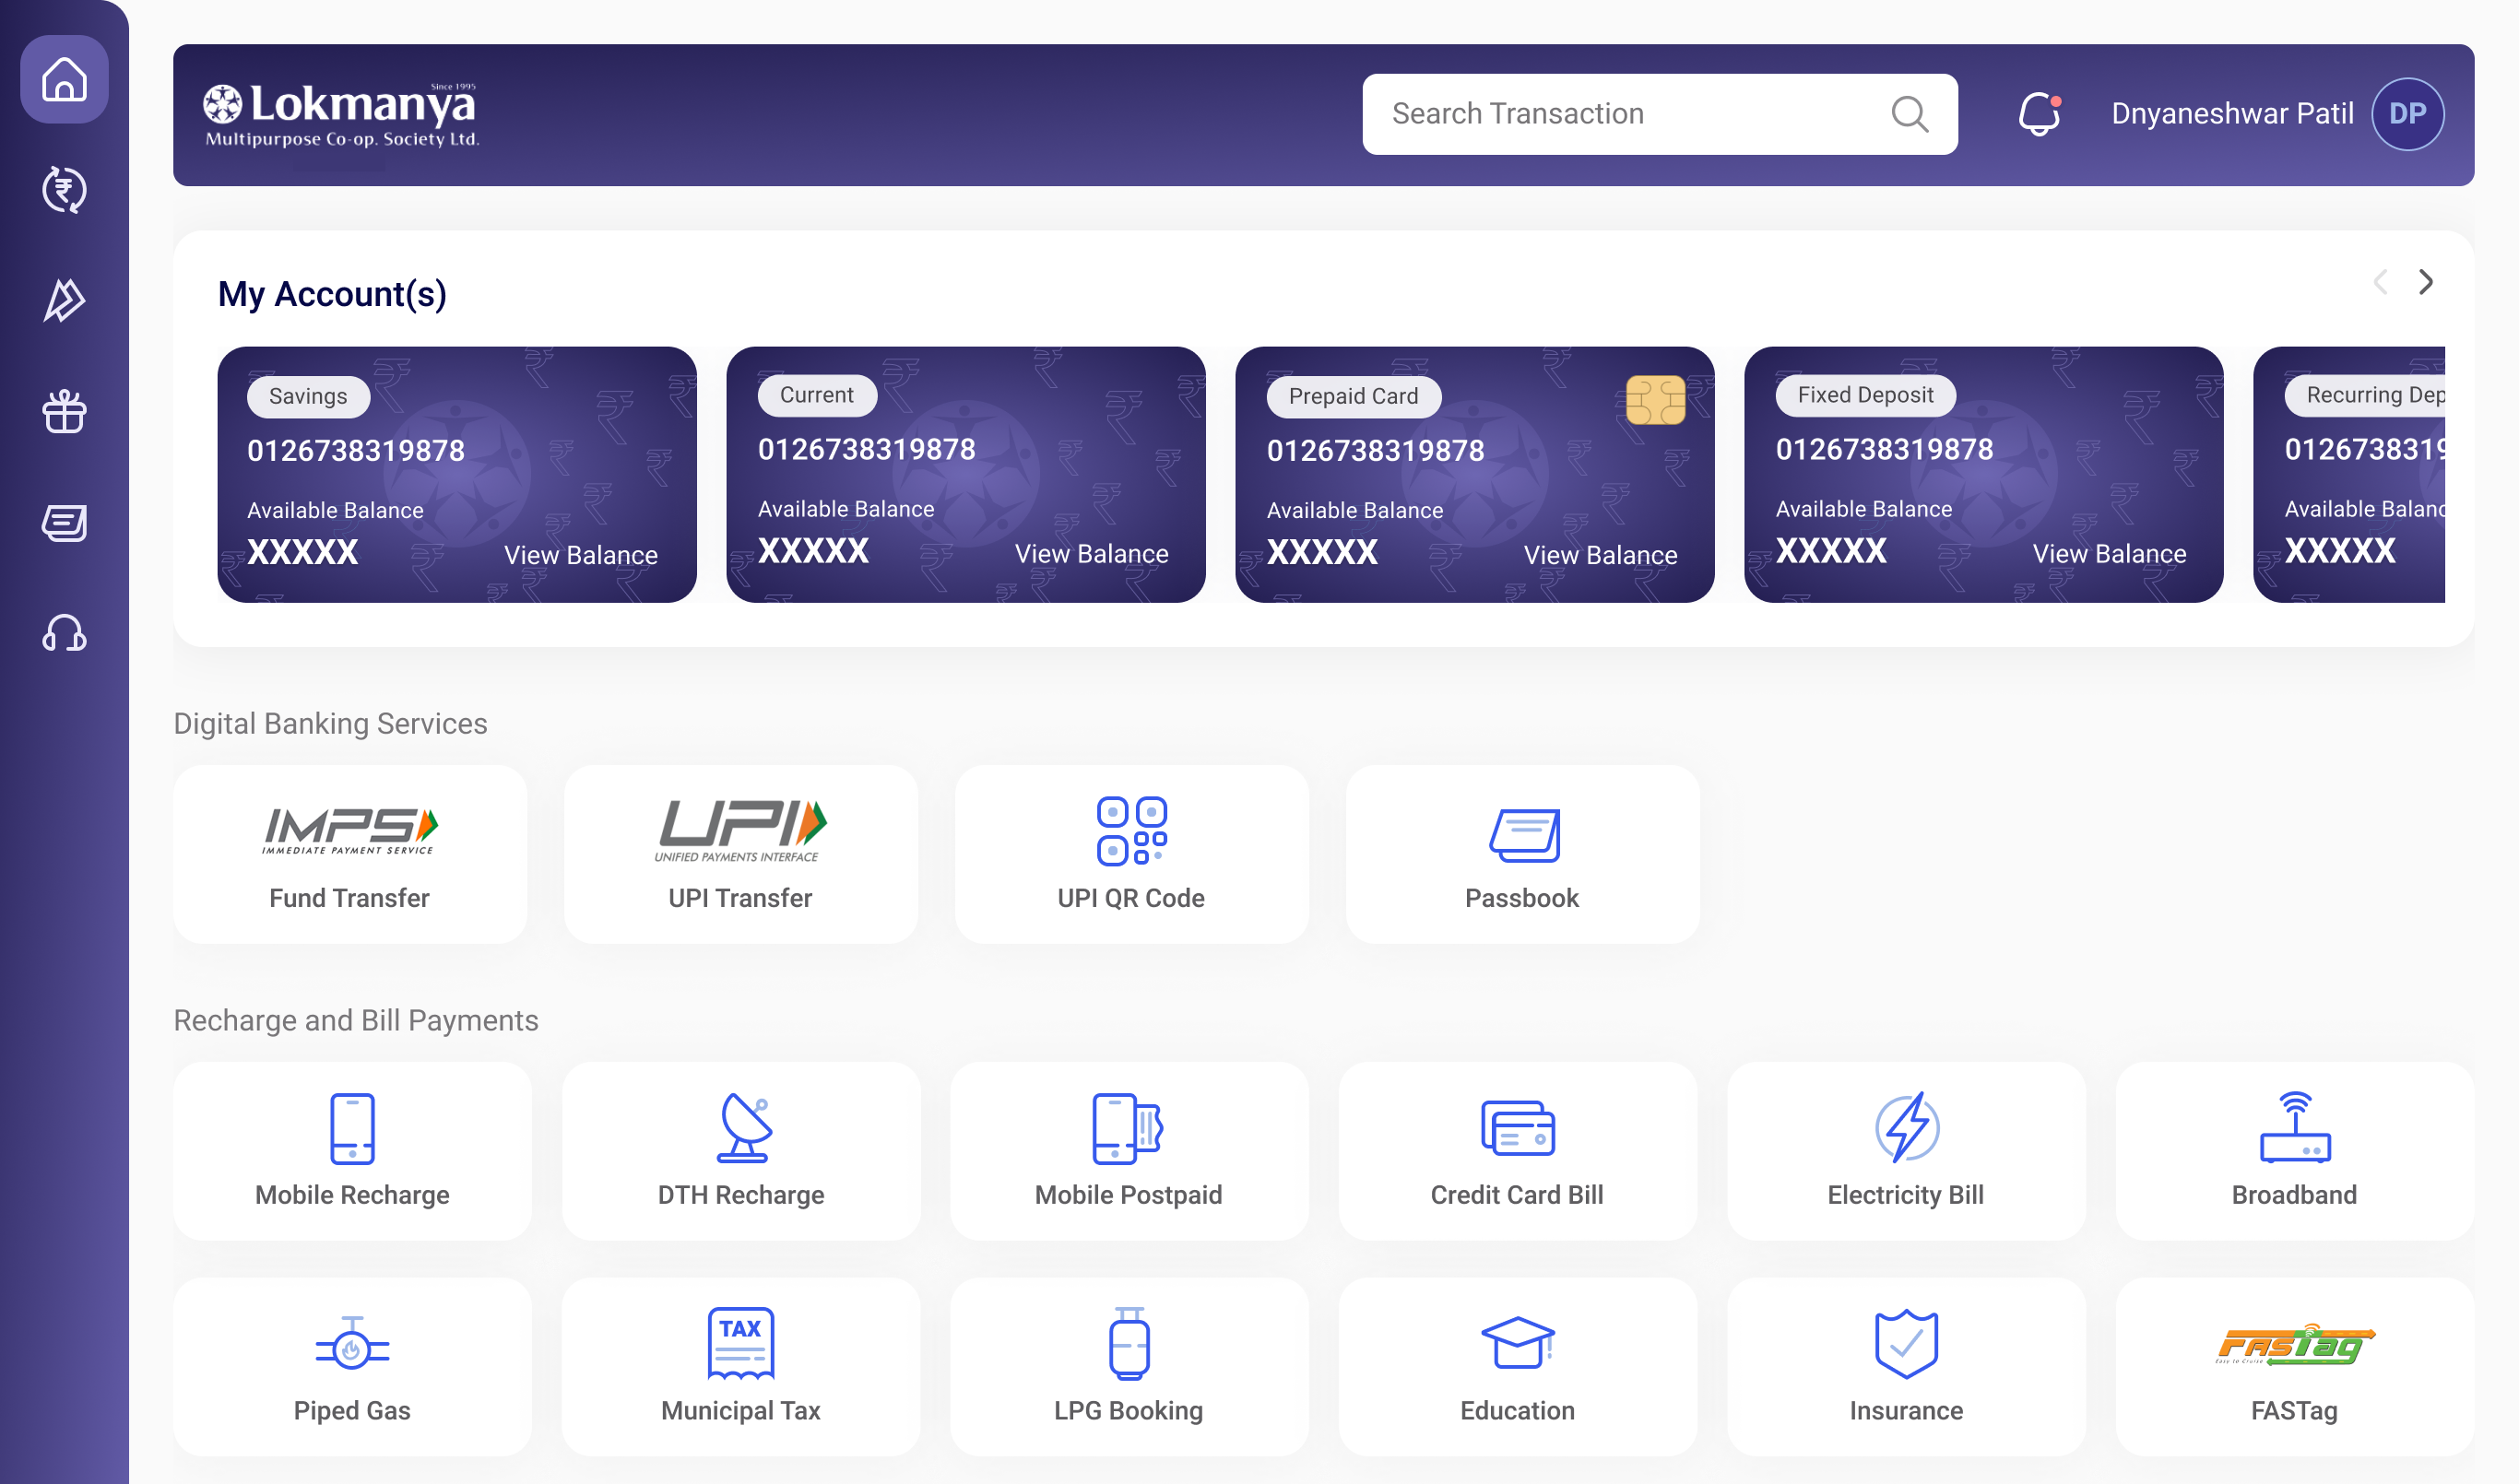 Since 1995
Lokmanya
Multipurpose Co-op. Society Ltd.
Search Transaction
Dnyaneshwar Patil
DP
My Account(s)
Savings
0126738319878
Available Balance
XXXXX
View Balance
Current
0126738319878
Available Balance
XXXXX
View Balance
Prepaid Card
0126738319878
Available Balance
XXXXX
View Balance
Fixed Deposit
0126738319878
Available Balance
XXXXX
View Balance
Recurring Dep
0126738319
Available Balanc
XXXXX
Digital Banking Services
IMPS
IMMEDIATE PAYMENT SERVICE
Fund Transfer
UPI
UNIFIED PAYMENTS INTERFACE
UPI Transfer
UPI QR Code
Passbook
Recharge and Bill Payments
Mobile Recharge
DTH Recharge
Mobile Postpaid
Credit Card Bill
Electricity Bill
Broadband
Piped Gas
TAX
Municipal Tax
LPG Booking
Education
Insurance
FASTag
Easy to Cruise
FASTag